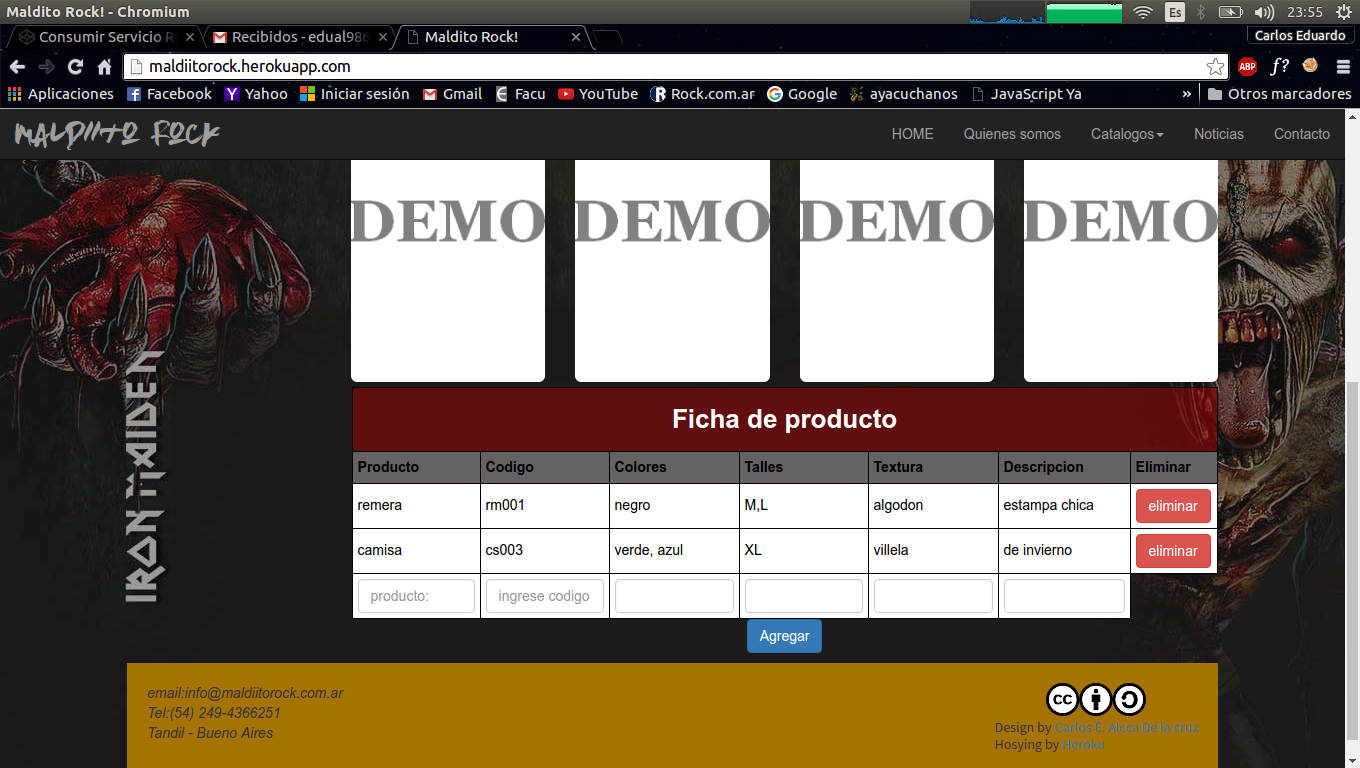 Maldito Rock! - Chromium
Es
23:55
Consumir Servicio R
Recibidos - edual986
Maldito Rock!
Carlos Eduardo
maldiitorock.herokuapp.com
ABP
f?
Aplicaciones
Facebook
Yahoo
Iniciar sesión
Gmail
Facu
YouTube
Rock.com.ar
Google
ayacuchanos
JavaScript Ya
»
Otros marcadores
MALDIITO ROCK
HOME
Quienes somos
Catalogos
Noticias
Contacto
DEMO
DEMO
DEMO
DEMO
IRON MAIDEN
Ficha de producto
Producto Codigo Colores Talles Textura Descripcion Eliminar
remera rm001 negro M,L algodon estampa chica eliminar
camisa cs003 verde, azul XL villela de invierno eliminar
producto: ingrese codigo
Agregar
email:info@maldiitorock.com.ar
Tel:(54) 249-4366251
Tandil - Bueno Aires
cc
Design by Carlos E. Alcca De la cruz
Hosying by Heroku